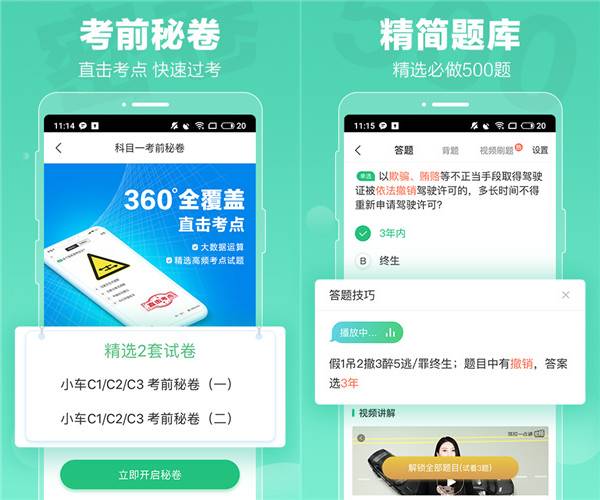 考前秘卷
直击考点 快速过考
11:14
20
科目一考前秘卷
360°全覆盖
直击考点
大数据运算
精选高频考点试题
直击考点
精选2套试卷
小车C1/C2/C3 考前秘卷（一）
小车C1/C2/C3 考前秘卷（二）
立即开启秘卷
精简题库
精选必做500题
11:15
20
答题
背题
视频刷题
设置
单选 以欺骗、贿赂等不正当手段取得驾驶
证被依法撤销驾驶许可的，多长时间不得
重新申请驾驶许可？
3年内
B 终生
答题技巧
播放中...
假1吊2撤3醉5逃/罪终生；题目中有撤销，答案
选3年
视频讲解
解锁全部题目(试看3题)